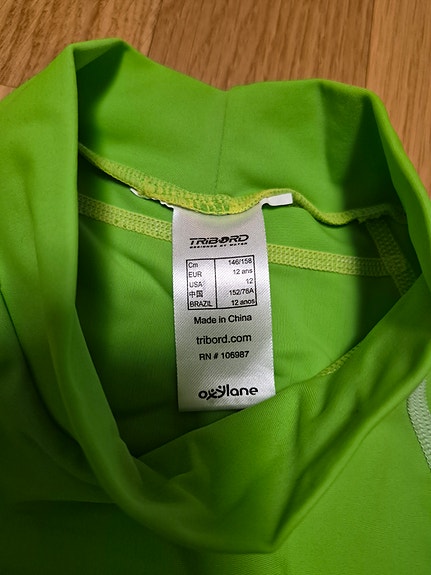 TRIBORD
DESIGNED BY WATER
Cm 146/158
EUR 12 ans
USA 12
中国 152/76A
BRAZIL 12 anos
Made in China
tribord.com
RN # 106987
oxylane